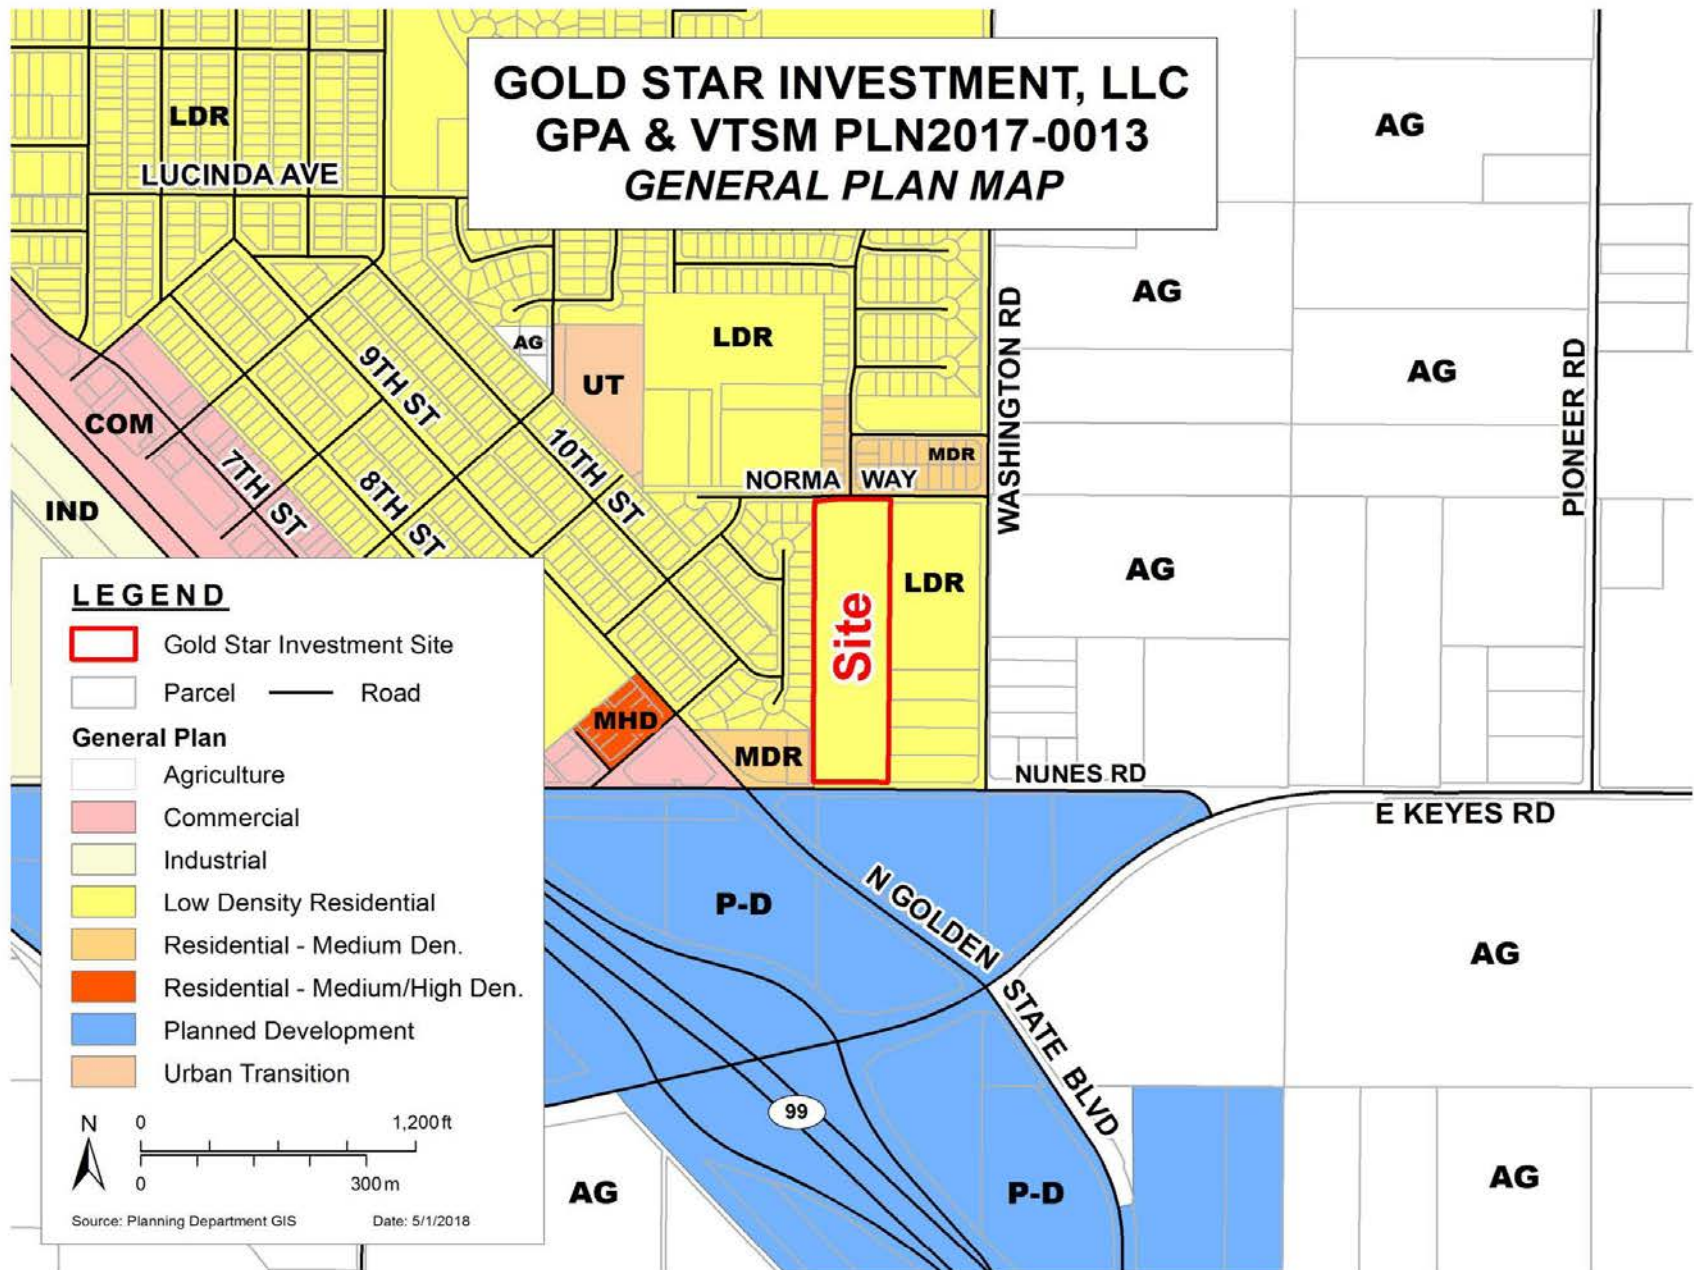 GOLD STAR INVESTMENT, LLC
GPA & VTSM PLN2017-0013
GENERAL PLAN MAP
LDR
LUCINDA AVE
AG
AG
AG
WASHINGTON RD
PIONEER RD
LDR
AG
UT
9TH ST
COM
10TH ST
7TH ST
8TH ST
MDR
NORMA WAY
IND
LDR
AG
Site
MHD
MDR
NUNES RD
E KEYES RD
P-D
N GOLDEN STATE BLVD
AG
99
AG
P-D
AG
LEGEND
Gold Star Investment Site
Parcel
Road
General Plan
Agriculture
Commercial
Industrial
Low Density Residential
Residential - Medium Den.
Residential - Medium/High Den.
Planned Development
Urban Transition
N
0 1,200 ft
0 300 m
Source: Planning Department GIS Date: 5/1/2018